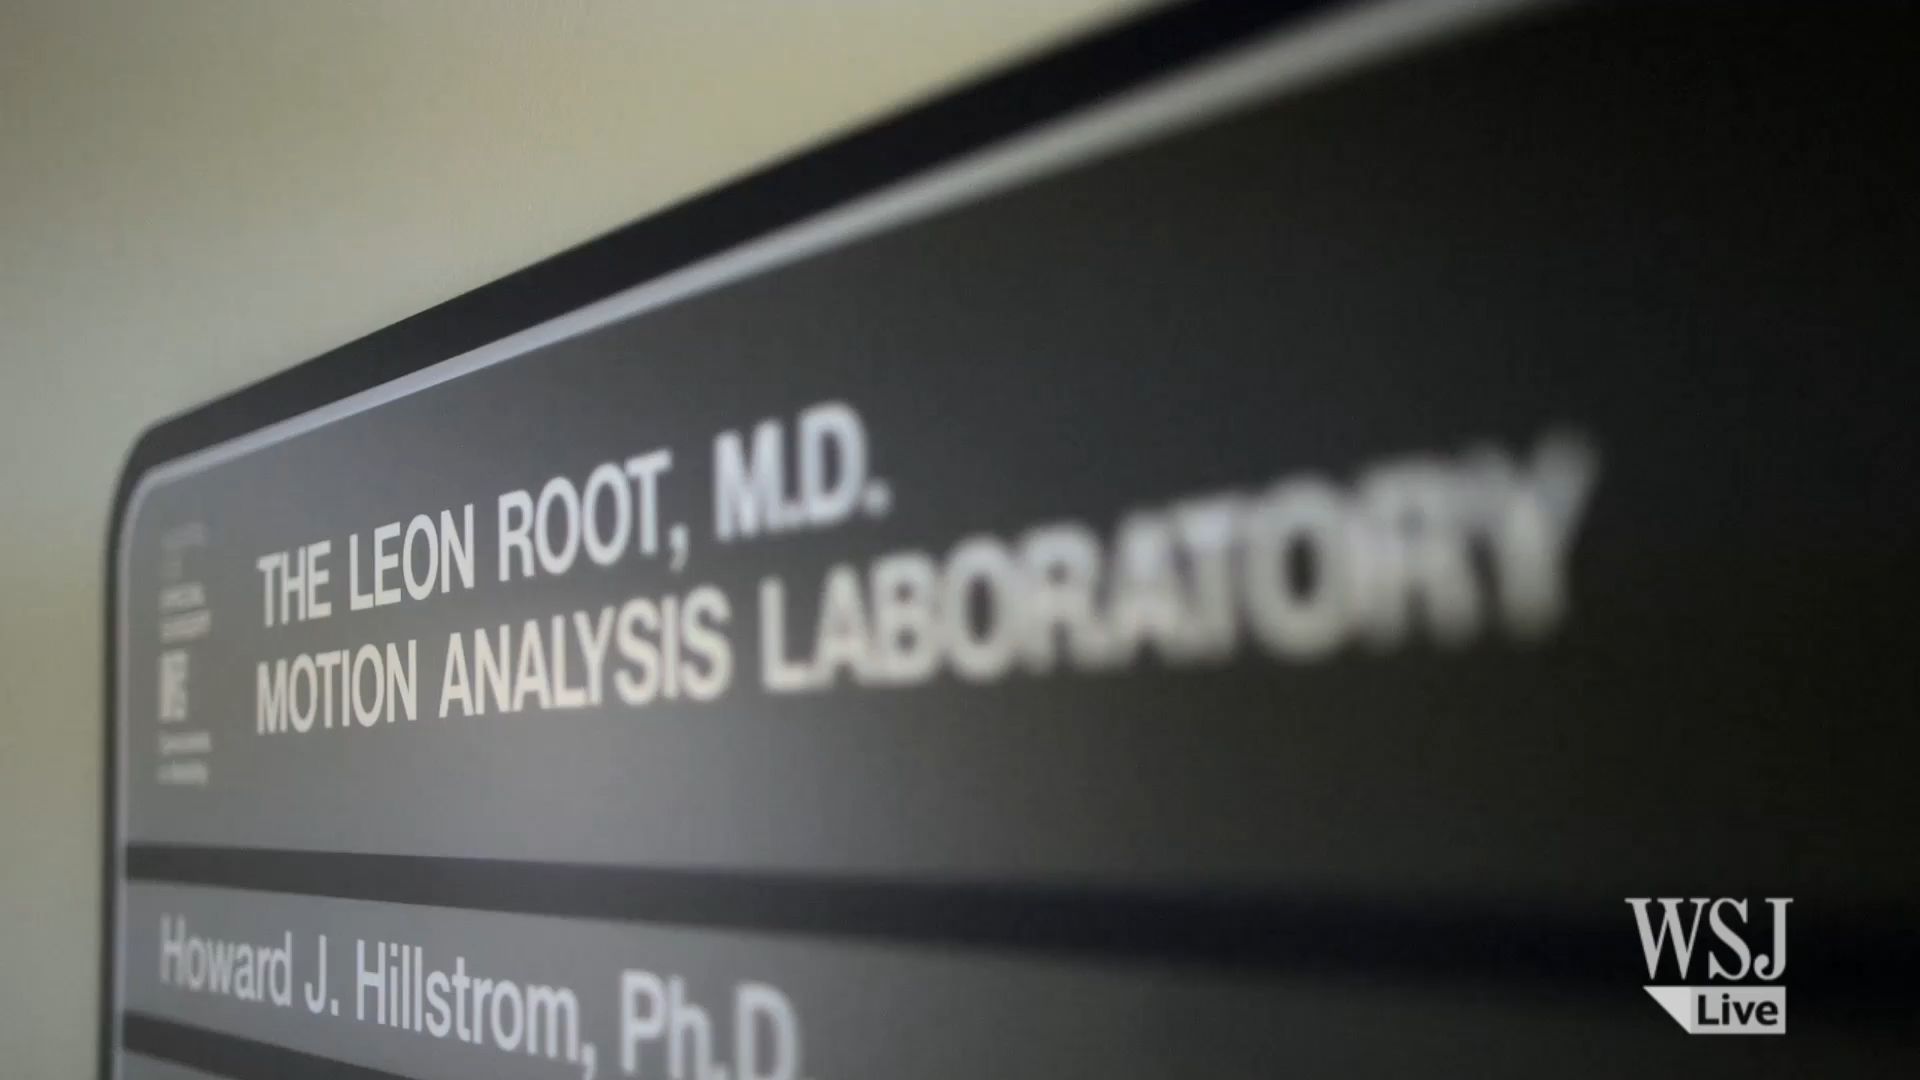 THE LEON ROOT, M.D.
MOTION ANALYSIS LABORATORY
Howard J. Hillstrom, Ph.D.
WSJ
Live